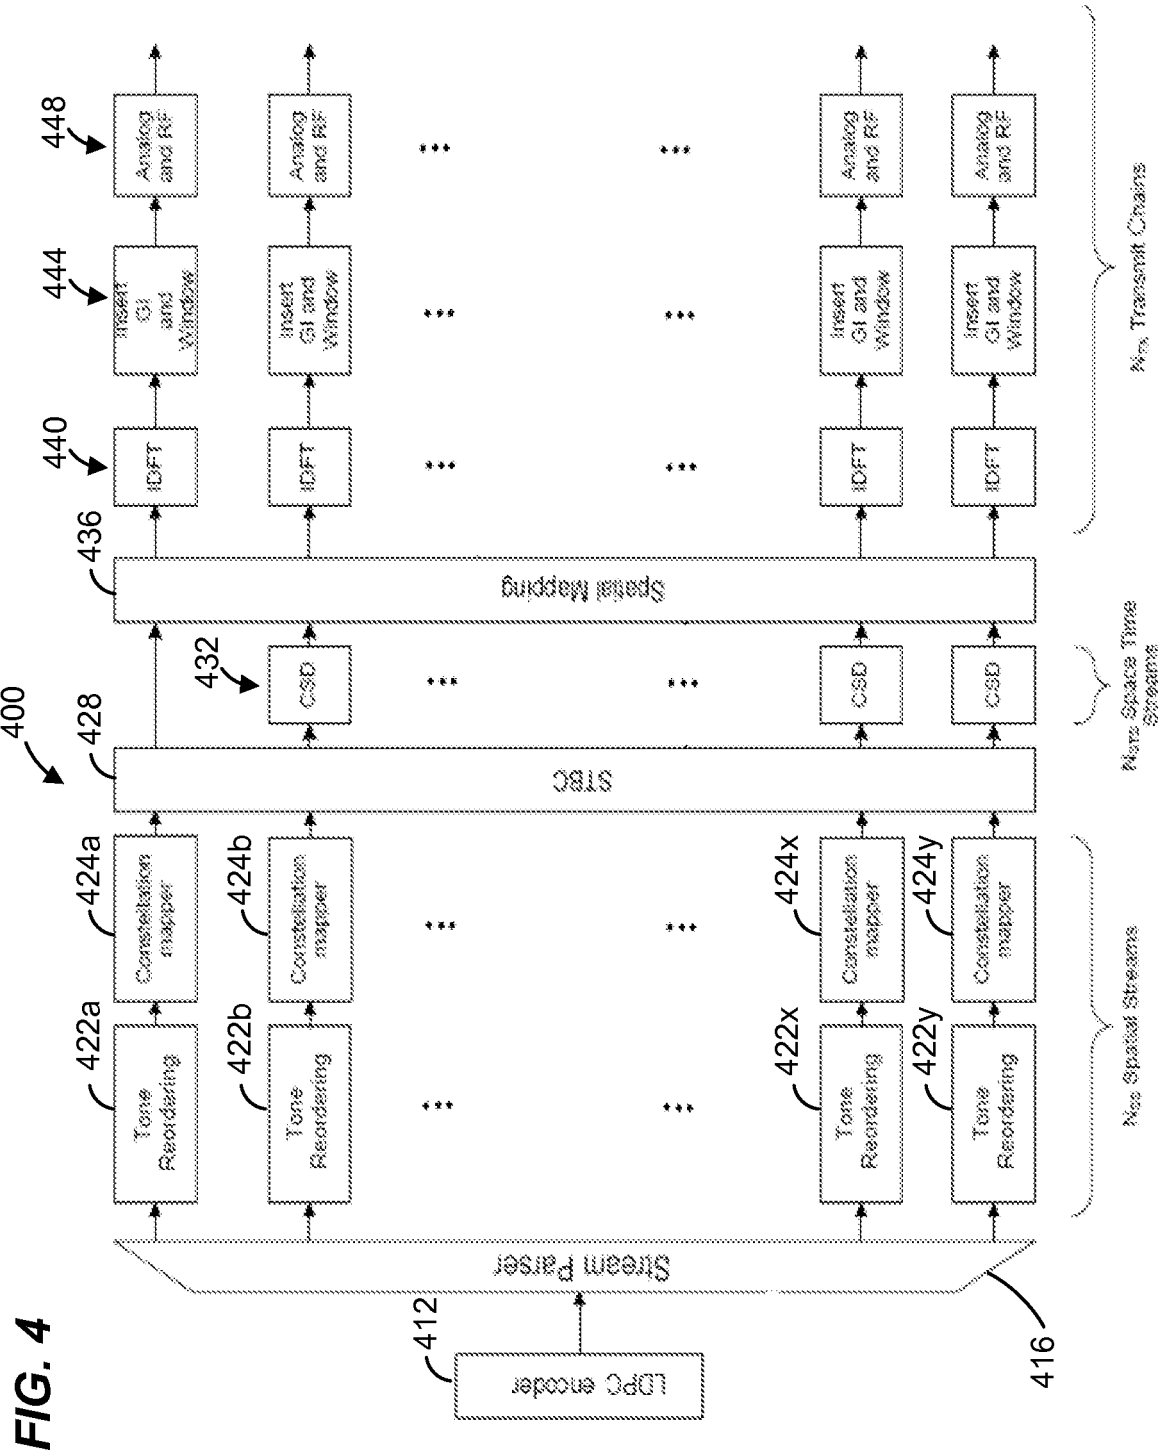 FIG. 4
400
412
LDPC encoder
416
Stream Parser
422a
Tone
Reordering
424a
Constellation
mapper
422b
Tone
Reordering
424b
Constellation
mapper
422x
Tone
Reordering
424x
Constellation
mapper
422y
Tone
Reordering
424y
Constellation
mapper
428
STBC
432
CSD
CSD
CSD
436
Spatial Mapping
440
IDFT
444
Insert
GI
and
Window
448
Analog
and RF
IDFT
Insert
GI and
Window
Analog
and RF
IDFT
Insert
GI and
Window
Analog
and RF
IDFT
Insert
GI and
Window
Analog
and RF
NSS Spatial Streams
NSTS Space Time
Streams
NTX Transmit Chains